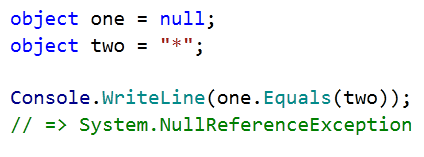 object one = null;
object two = "*";
Console.WriteLine(one.Equals(two));
// => System.NullReferenceException